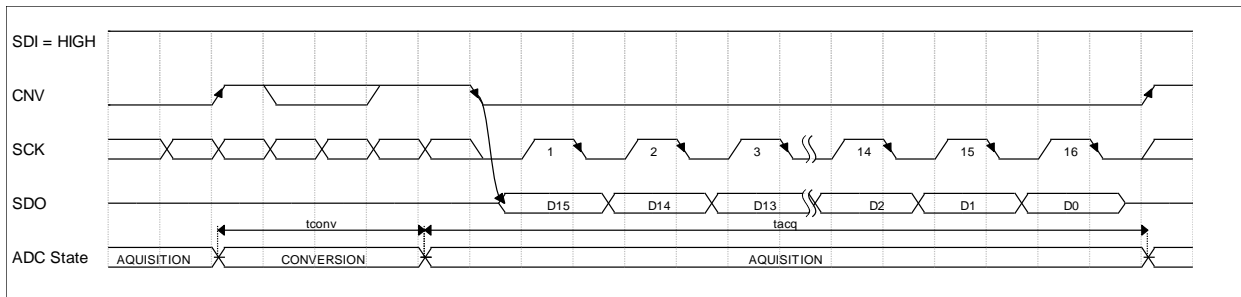 SDI = HIGH
CNV
SCK 1 2 3 14 15 16
SDO D15 D14 D13 D2 D1 D0
tconv tacq
ADC State AQUISITION CONVERSION AQUISITION